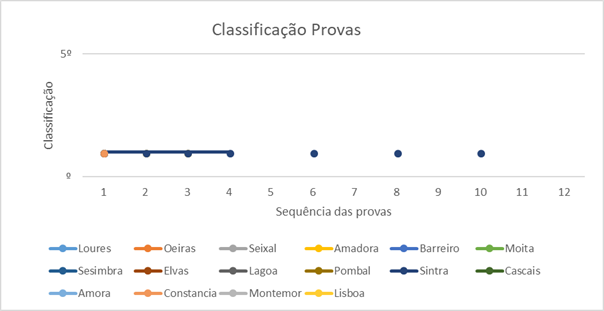 Classificação Provas
5º
Classificação
º
1 2 3 4 5 6 7 8 9 10 11 12
Sequência das provas
Loures Oeiras Seixal Amadora Barreiro Moita
Sesimbra Elvas Lagoa Pombal Sintra Cascais
Amora Constancia Montemor Lisboa